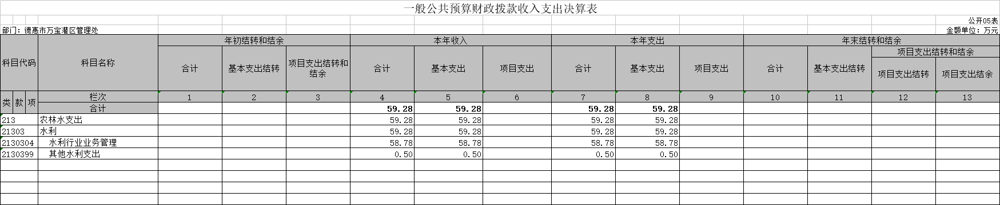 一般公共预算财政拨款收入支出决算表
公开05表
部门：德惠市万宝灌区管理处 金额单位：万元
科目代码 科目名称 年初结转和结余 本年收入 本年支出 年末结转和结余
合计 基本支出结转 项目支出结转和结余 合计 基本支出 项目支出 合计 基本支出 项目支出 合计 基本支出结转 项目支出结转和结余
项目支出结转 项目支出结余
类 款 项 栏次 1 2 3 4 5 6 7 8 9 10 11 12 13
合计 59.28 59.28 59.28 59.28
213 农林水支出 59.28 59.28 59.28 59.28
21303 水利 59.28 59.28 59.28 59.28
2130304 水利行业业务管理 58.78 58.78 58.78 58.78
2130399 其他水利支出 0.50 0.50 0.50 0.50